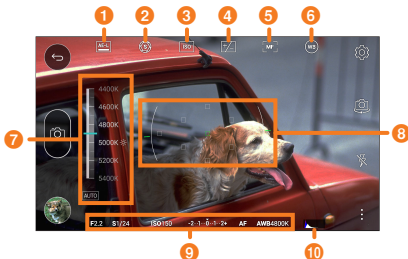 1 2 3 4 5 6
AE-L S ISO +/- MF WB
4400K
4800K
5000K
5200K
5400K
AUTO
7
8
F2.2 S1/24 ISO150 -2··1··0··1··2+ AF AWB4800K
9 10